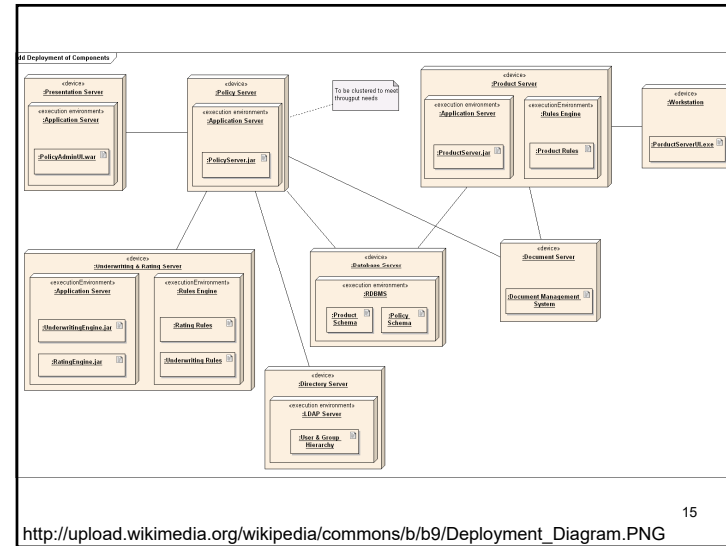 dd Deployment of Components
«device»
:Presentation Server
«execution environment»
:Application Server
:PolicyAdminUI.war
«device»
:Policy Server
«execution environment»
:Application Server
:PolicyServer.jar
To be clustered to meet
througput needs
«device»
:Product Server
«execution environment»
:Application Server
:ProductServer.jar
«executionEnvironment»
:Rules Engine
:Product Rules
«device»
:Workstation
:PorductServerUI.exe
«device»
:Underwriting & Rating Server
«executionEnvironment»
:Application Server
:UnderwritingEngine.jar
:RatingEngine.jar
«executionEnvironment»
:Rules Engine
:Rating Rules
:Underwriting Rules
«device»
:Database Server
«execution environment»
:RDBMS
:Product
Schema
:Policy
Schema
«device»
:Document Server
:Document Management
System
«device»
:Directory Server
«execution environment»
:LDAP Server
:User & Group
Hierarchy
15
http://upload.wikimedia.org/wikipedia/commons/b/b9/Deployment_Diagram.PNG